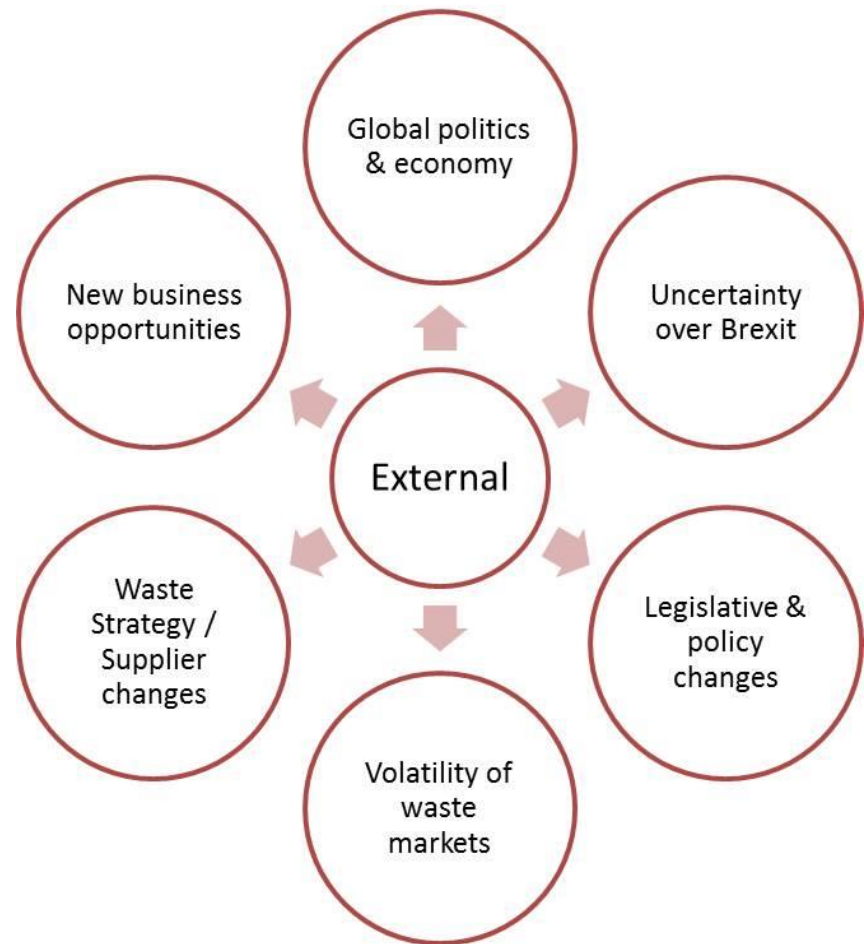 Global politics
& economy
New business
opportunities
Uncertainty
over Brexit
External
Waste
Strategy /
Supplier
changes
Legislative &
policy
changes
Volatility of
waste
markets